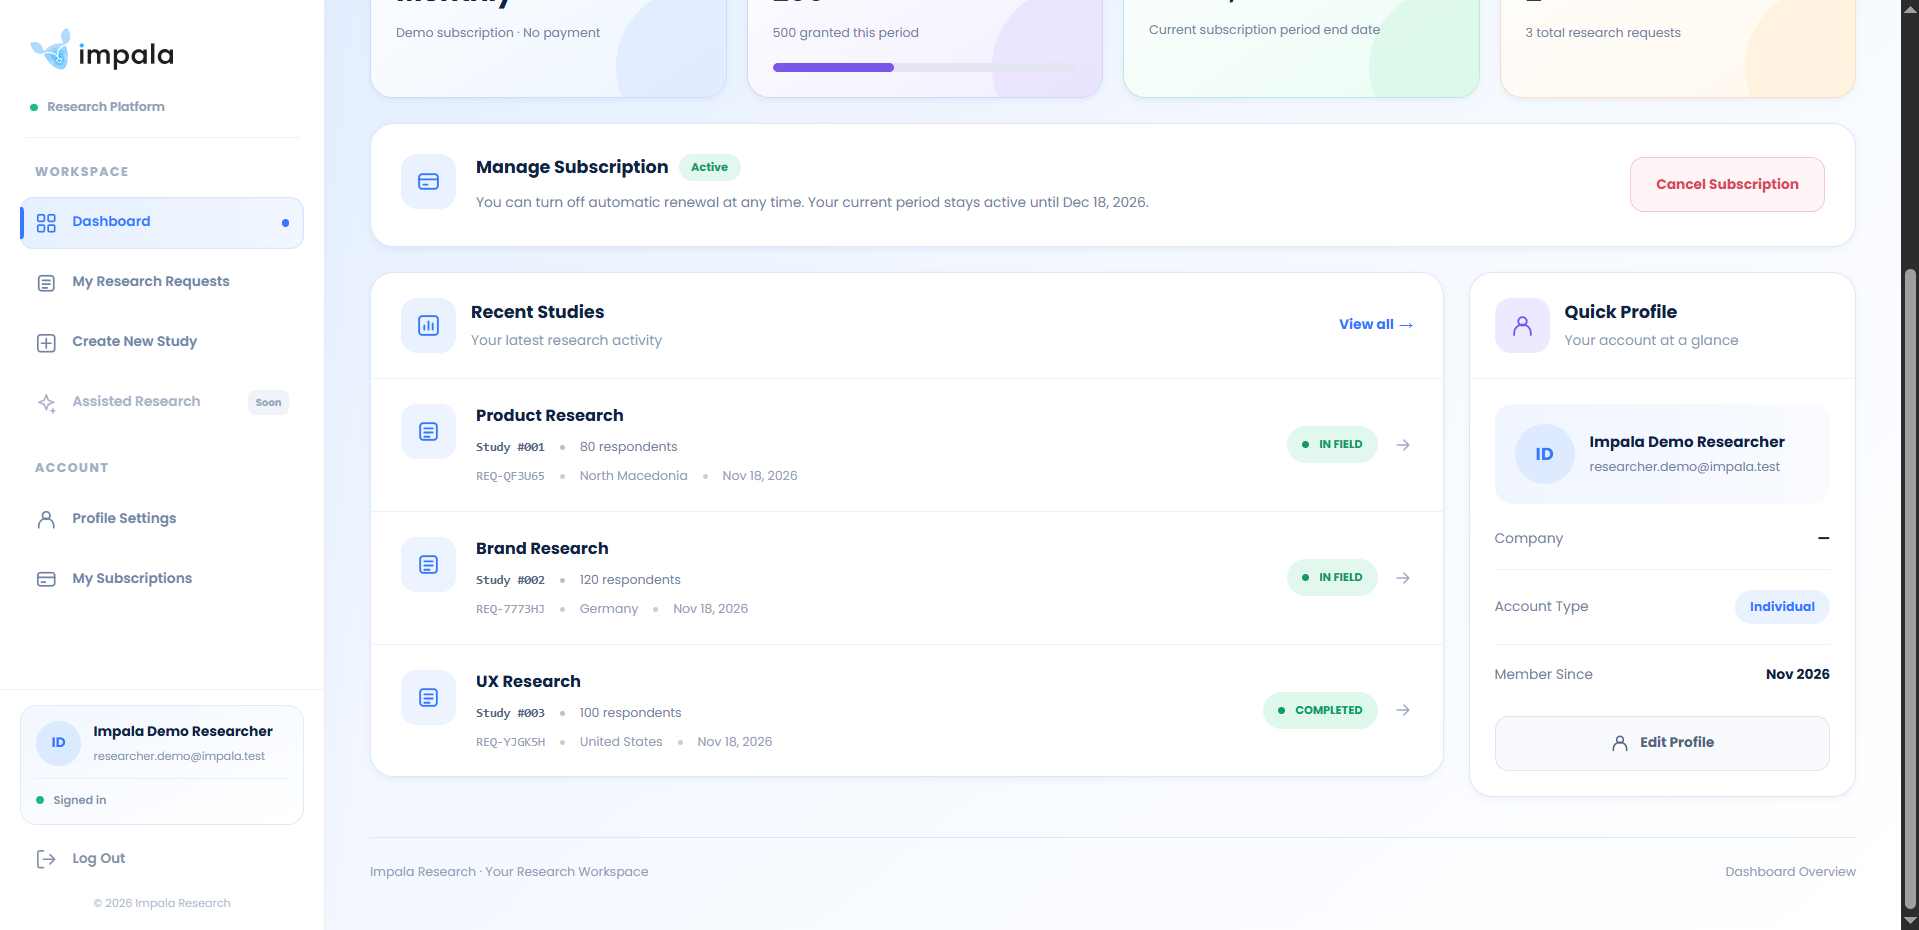 impala
Research Platform
WORKSPACE
Dashboard
My Research Requests
Create New Study
Assisted Research Soon
ACCOUNT
Profile Settings
My Subscriptions
ID Impala Demo Researcher
researcher.demo@impala.test
Signed in
Log Out
© 2026 Impala Research
Demo subscription · No payment
500 granted this period
Current subscription period end date
3 total research requests
Manage Subscription Active
You can turn off automatic renewal at any time. Your current period stays active until Dec 18, 2026.
Cancel Subscription
Recent Studies
Your latest research activity
View all →
Product Research
Study #001 • 80 respondents
REQ-QF3U65 • North Macedonia • Nov 18, 2026
IN FIELD →
Brand Research
Study #002 • 120 respondents
REQ-7773HJ • Germany • Nov 18, 2026
IN FIELD →
UX Research
Study #003 • 100 respondents
REQ-YJGK5H • United States • Nov 18, 2026
COMPLETED →
Quick Profile
Your account at a glance
ID Impala Demo Researcher
researcher.demo@impala.test
Company —
Account Type Individual
Member Since Nov 2026
Edit Profile
Impala Research · Your Research Workspace
Dashboard Overview